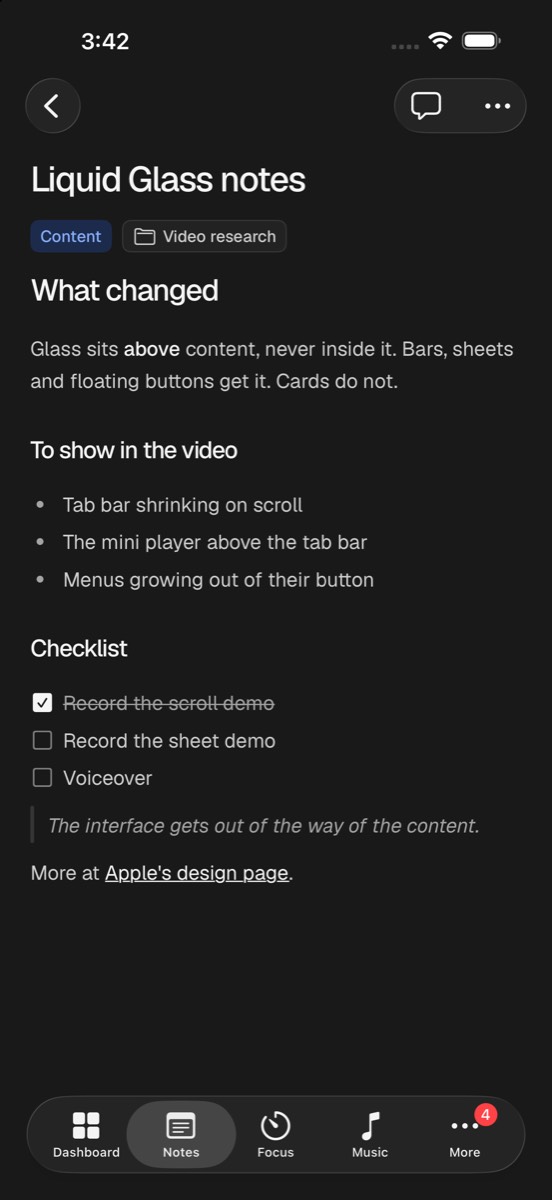 3:42
Liquid Glass notes
Content
Video research
What changed
Glass sits above content, never inside it. Bars, sheets
and floating buttons get it. Cards do not.
To show in the video
• Tab bar shrinking on scroll
• The mini player above the tab bar
• Menus growing out of their button
Checklist
Record the scroll demo
Record the sheet demo
Voiceover
The interface gets out of the way of the content.
More at Apple's design page.
4
Dashboard
Notes
Focus
Music
More